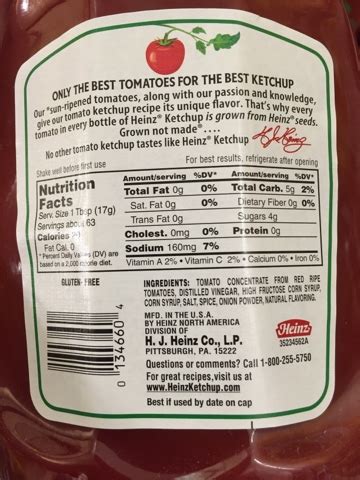 ONLY THE BEST TOMATOES FOR THE BEST KETCHUP
Our "sun-ripened tomatoes, along with our passion and knowledge,
give our tomato ketchup recipe its unique flavor. That's why every
tomato in every bottle of Heinz® Ketchup is grown from Heinz® seeds.
Grown not made®....
No other tomato ketchup tastes like Heinz® Ketchup
Shake well before first use
For best results, refrigerate after opening
Nutrition
Facts
Serv. Size 1 Tbsp (17g)
Servings about 63
Calories
Fat Cal. 0
*Percent Daily Values (DV) are
based on a 2,000 calorie diet.
Amount/serving %DV*
Total Fat 0g 0%
Sat. Fat 0g 0%
Trans Fat 0g
Cholest. 0mg 0%
Sodium 160mg 7%
Amount/serving %DV*
Total Carb. 5g 2%
Dietary Fiber 0g 0%
Sugars 4g
Protein 0g
Vitamin A 2% • Vitamin C 2% • Calcium 0% • Iron 0%
GLUTEN-FREE
INGREDIENTS: TOMATO CONCENTRATE FROM RED RIPE
TOMATOES, DISTILLED VINEGAR, HIGH FRUCTOSE CORN SYRUP,
CORN SYRUP, SALT, SPICE, ONION POWDER, NATURAL FLAVORING.
MFD. IN THE U.S.A.
BY HEINZ NORTH AMERICA
DIVISION OF
H. J. Heinz Co., L.P.
PITTSBURGH, PA. 15222
Heinz
35234562A
Questions or comments? Call 1-800-255-5750
For great recipes, visit us at
www.HeinzKetchup.com
Best if used by date on cap
0 134660 4